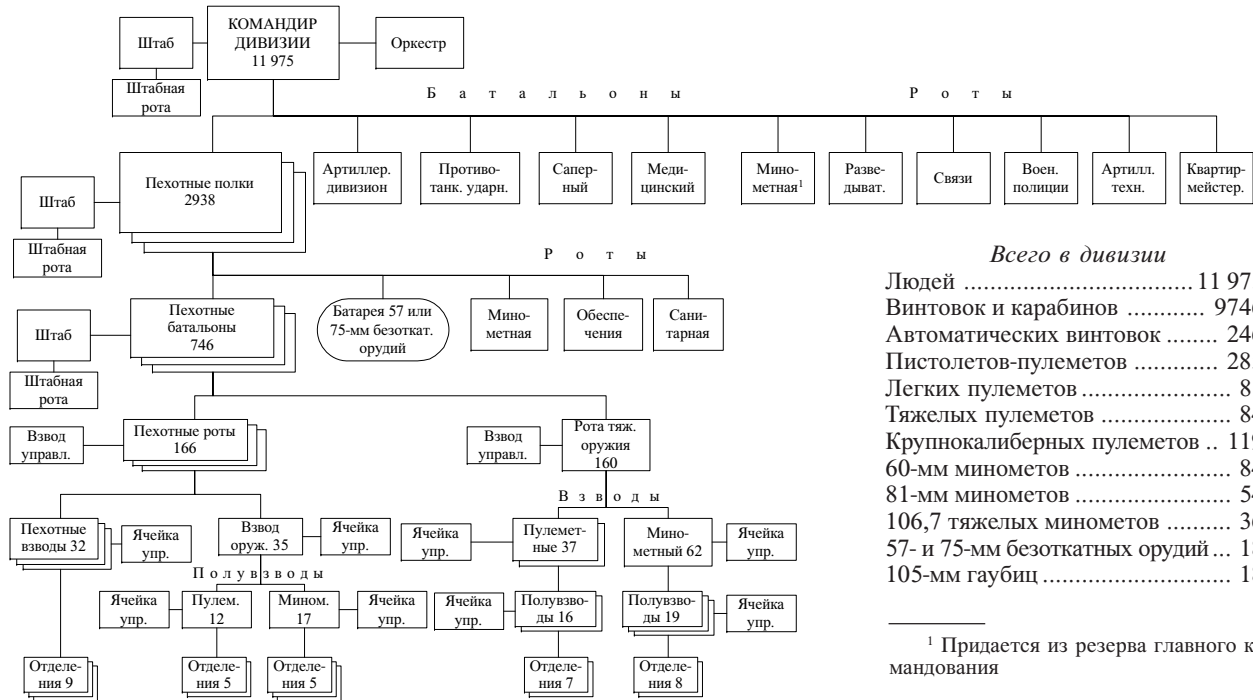 КОМАНДИР
ДИВИЗИИ
11 975
Штаб
Оркестр
Штабная
рота
Батальоны
Роты
Пехотные полки
2938
Артиллер.
дивизион
Противо-
танк. ударн.
Сапер-
ный
Меди-
цинский
Мино-
метная¹
Разве-
дыват.
Связи
Воен.
полиции
Артилл.
техн.
Квартир-
мейстер.
Штаб
Штабная
рота
Роты
Пехотные
батальоны
746
Батарея 57 или
75-мм безоткат.
орудий
Мино-
метная
Обеспе-
чения
Сани-
тарная
Штаб
Штабная
рота
Взвод
управл.
Пехотные роты
166
Взвод
управл.
Рота тяж.
оружия
160
Взводы
Пехотные
взводы 32
Ячейка
упр.
Взвод
оруж. 35
Ячейка
упр.
Ячейка
упр.
Пулемет-
ные 37
Мино-
метный 62
Ячейка
упр.
Полувзводы
Ячейка
упр.
Пулем.
12
Мином.
17
Ячейка
упр.
Ячейка
упр.
Полувзво-
ды 16
Полувзво-
ды 19
Ячейка
упр.
Отделе-
ния 9
Отделе-
ния 5
Отделе-
ния 5
Отделе-
ния 7
Отделе-
ния 8
Всего в дивизии
Людей
Винтовок и карабинов
Автоматических винтовок
Пистолетов-пулеметов
Легких пулеметов
Тяжелых пулеметов
Крупнокалиберных пулеметов
60-мм минометов
81-мм минометов
106,7 тяжелых минометов
57- и 75-мм безоткатных орудий
105-мм гаубиц
¹ Придается из резерва главного
мандования